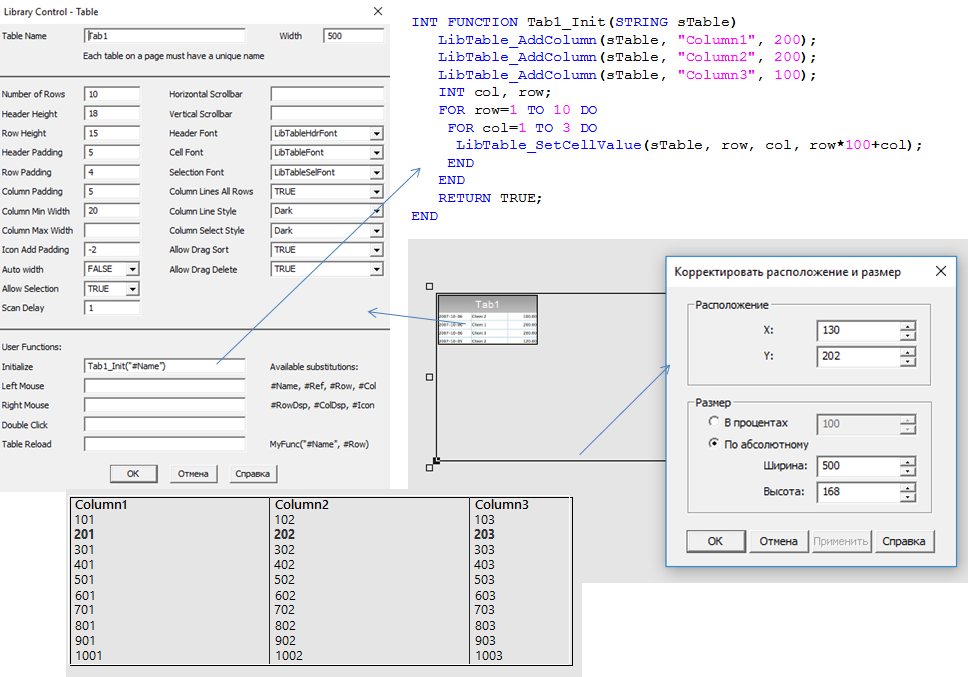 Library Control - Table
Table Name Tab1 Width 500
Each table on a page must have a unique name
Number of Rows 10 Horizontal Scrollbar
Header Height 18 Vertical Scrollbar
Row Height 15 Header Font LibTableHdrFont
Header Padding 5 Cell Font LibTableFont
Row Padding 4 Selection Font LibTableSelFont
Column Padding 5 Column Lines All Rows TRUE
Column Min Width 20 Column Line Style Dark
Column Max Width Column Select Style Dark
Icon Add Padding -2 Allow Drag Sort TRUE
Auto width FALSE Allow Drag Delete TRUE
Allow Selection TRUE
Scan Delay 1
User Functions:
Initialize Tab1_Init("#Name") Available substitutions:
Left Mouse #Name, #Ref, #Row, #Col
Right Mouse #RowDsp, #ColDsp, #Icon
Double Click
Table Reload MyFunc("#Name", #Row)
OK Отмена Справка
INT FUNCTION Tab1_Init(STRING sTable)
LibTable_AddColumn(sTable, "Column1", 200);
LibTable_AddColumn(sTable, "Column2", 200);
LibTable_AddColumn(sTable, "Column3", 100);
INT col, row;
FOR row=1 TO 10 DO
FOR col=1 TO 3 DO
LibTable_SetCellValue(sTable, row, col, row*100+col);
END
END
RETURN TRUE;
END
Tab1
Корректировать расположение и размер
Расположение
X: 130
Y: 202
Размер
В процентах 100
По абсолютному
Ширина: 500
Высота: 168
OK Отмена Применить Справка
Column1 Column2 Column3
101 102 103
201 202 203
301 302 303
401 402 403
501 502 503
601 602 603
701 702 703
801 802 803
901 902 903
1001 1002 1003